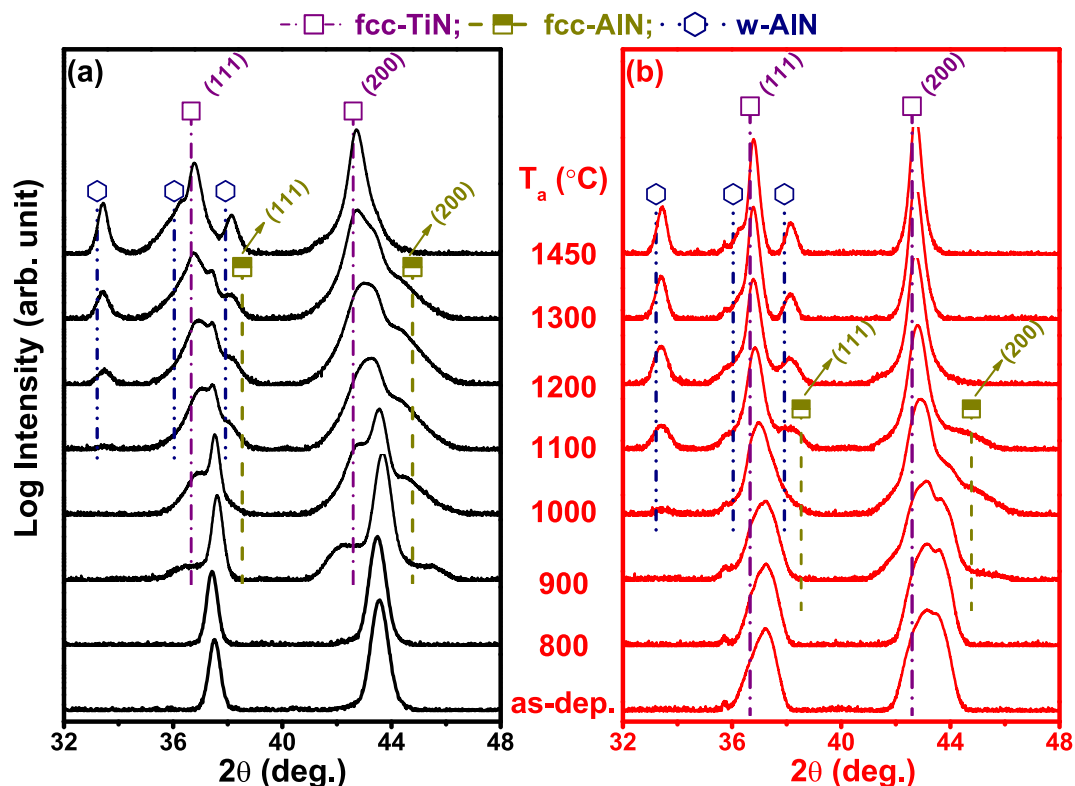 fcc-TiN; fcc-AlN; w-AlN
(a)
(111)
(200)
(111)
(200)
Log Intensity (arb. unit)
32 36 40 44 48
2θ (deg.)
Tₐ (°C)
1450
1300
1200
1100
1000
900
800
as-dep.
(b)
(111)
(200)
(111)
(200)
32 36 40 44 48
2θ (deg.)